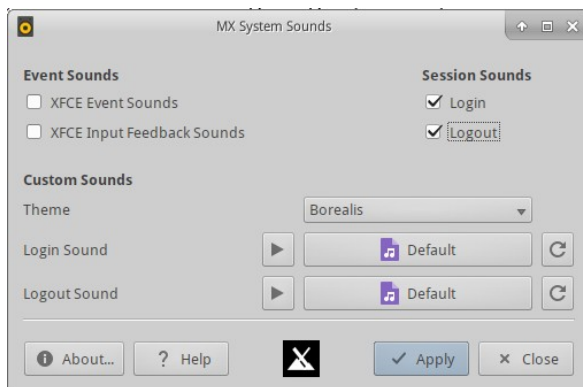 MX System Sounds
Event Sounds
Session Sounds
XFCE Event Sounds
Login
XFCE Input Feedback Sounds
Logout
Custom Sounds
Theme
Borealis
Login Sound
Default
Logout Sound
Default
About...
? Help
Apply
Close